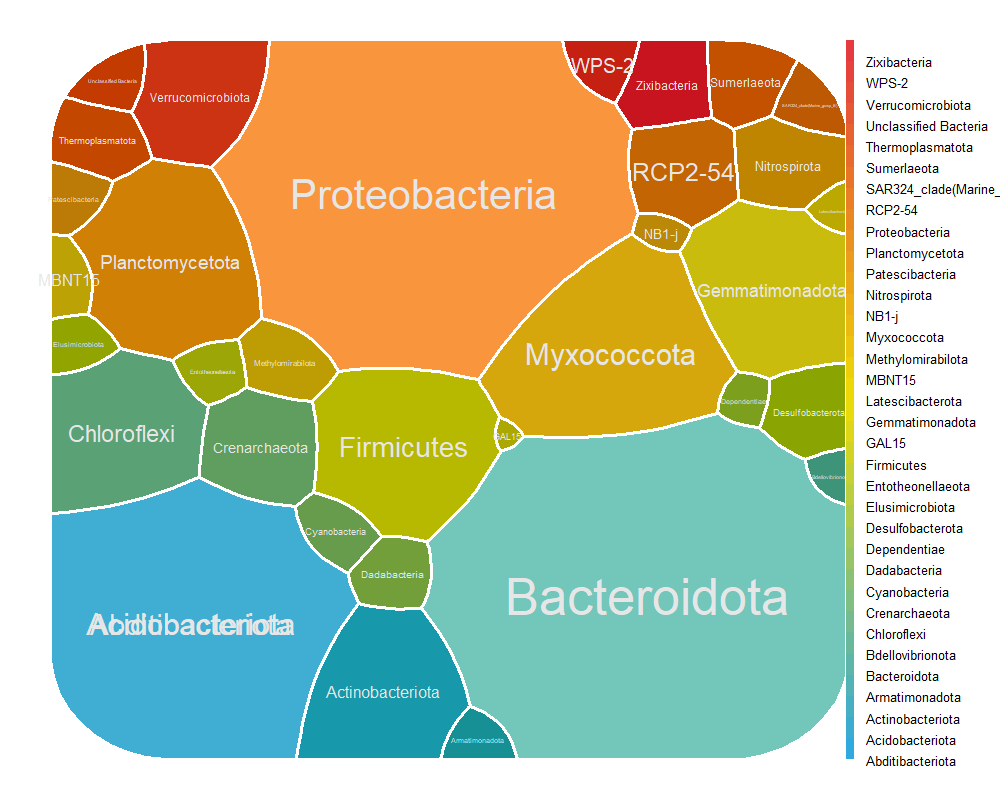 WPS-2
Unclassified Bacteria
Verrucomicrobiota
Zixibacteria
Sumerlaeota
SAR324_clade(Marine_group_B)
Thermoplasmatota
Nitrospirota
RCP2-54
Proteobacteria
NB1-j
Planctomycetota
MBNT15
Gemmatimonadota
Elusimicrobiota
Entotheonellaeota
Methylomirabilota
Myxococcota
Dependentiae
Desulfobacterota
Chloroflexi
Crenarchaeota
Firmicutes
GAL15
Cyanobacteria
Dadabacteria
Bacteroidota
Abditibacteriota
Acidobacteriota
Actinobacteriota
Armatimonadota
Zixibacteria
WPS-2
Verrucomicrobiota
Unclassified Bacteria
Thermoplasmatota
Sumerlaeota
SAR324_clade(Marine_
RCP2-54
Proteobacteria
Planctomycetota
Patescibacteria
Nitrospirota
NB1-j
Myxococcota
Methylomirabilota
MBNT15
Latescibacterota
Gemmatimonadota
GAL15
Firmicutes
Entotheonellaeota
Elusimicrobiota
Desulfobacterota
Dependentiae
Dadabacteria
Cyanobacteria
Crenarchaeota
Chloroflexi
Bdellovibrionota
Bacteroidota
Armatimonadota
Actinobacteriota
Acidobacteriota
Abditibacteriota